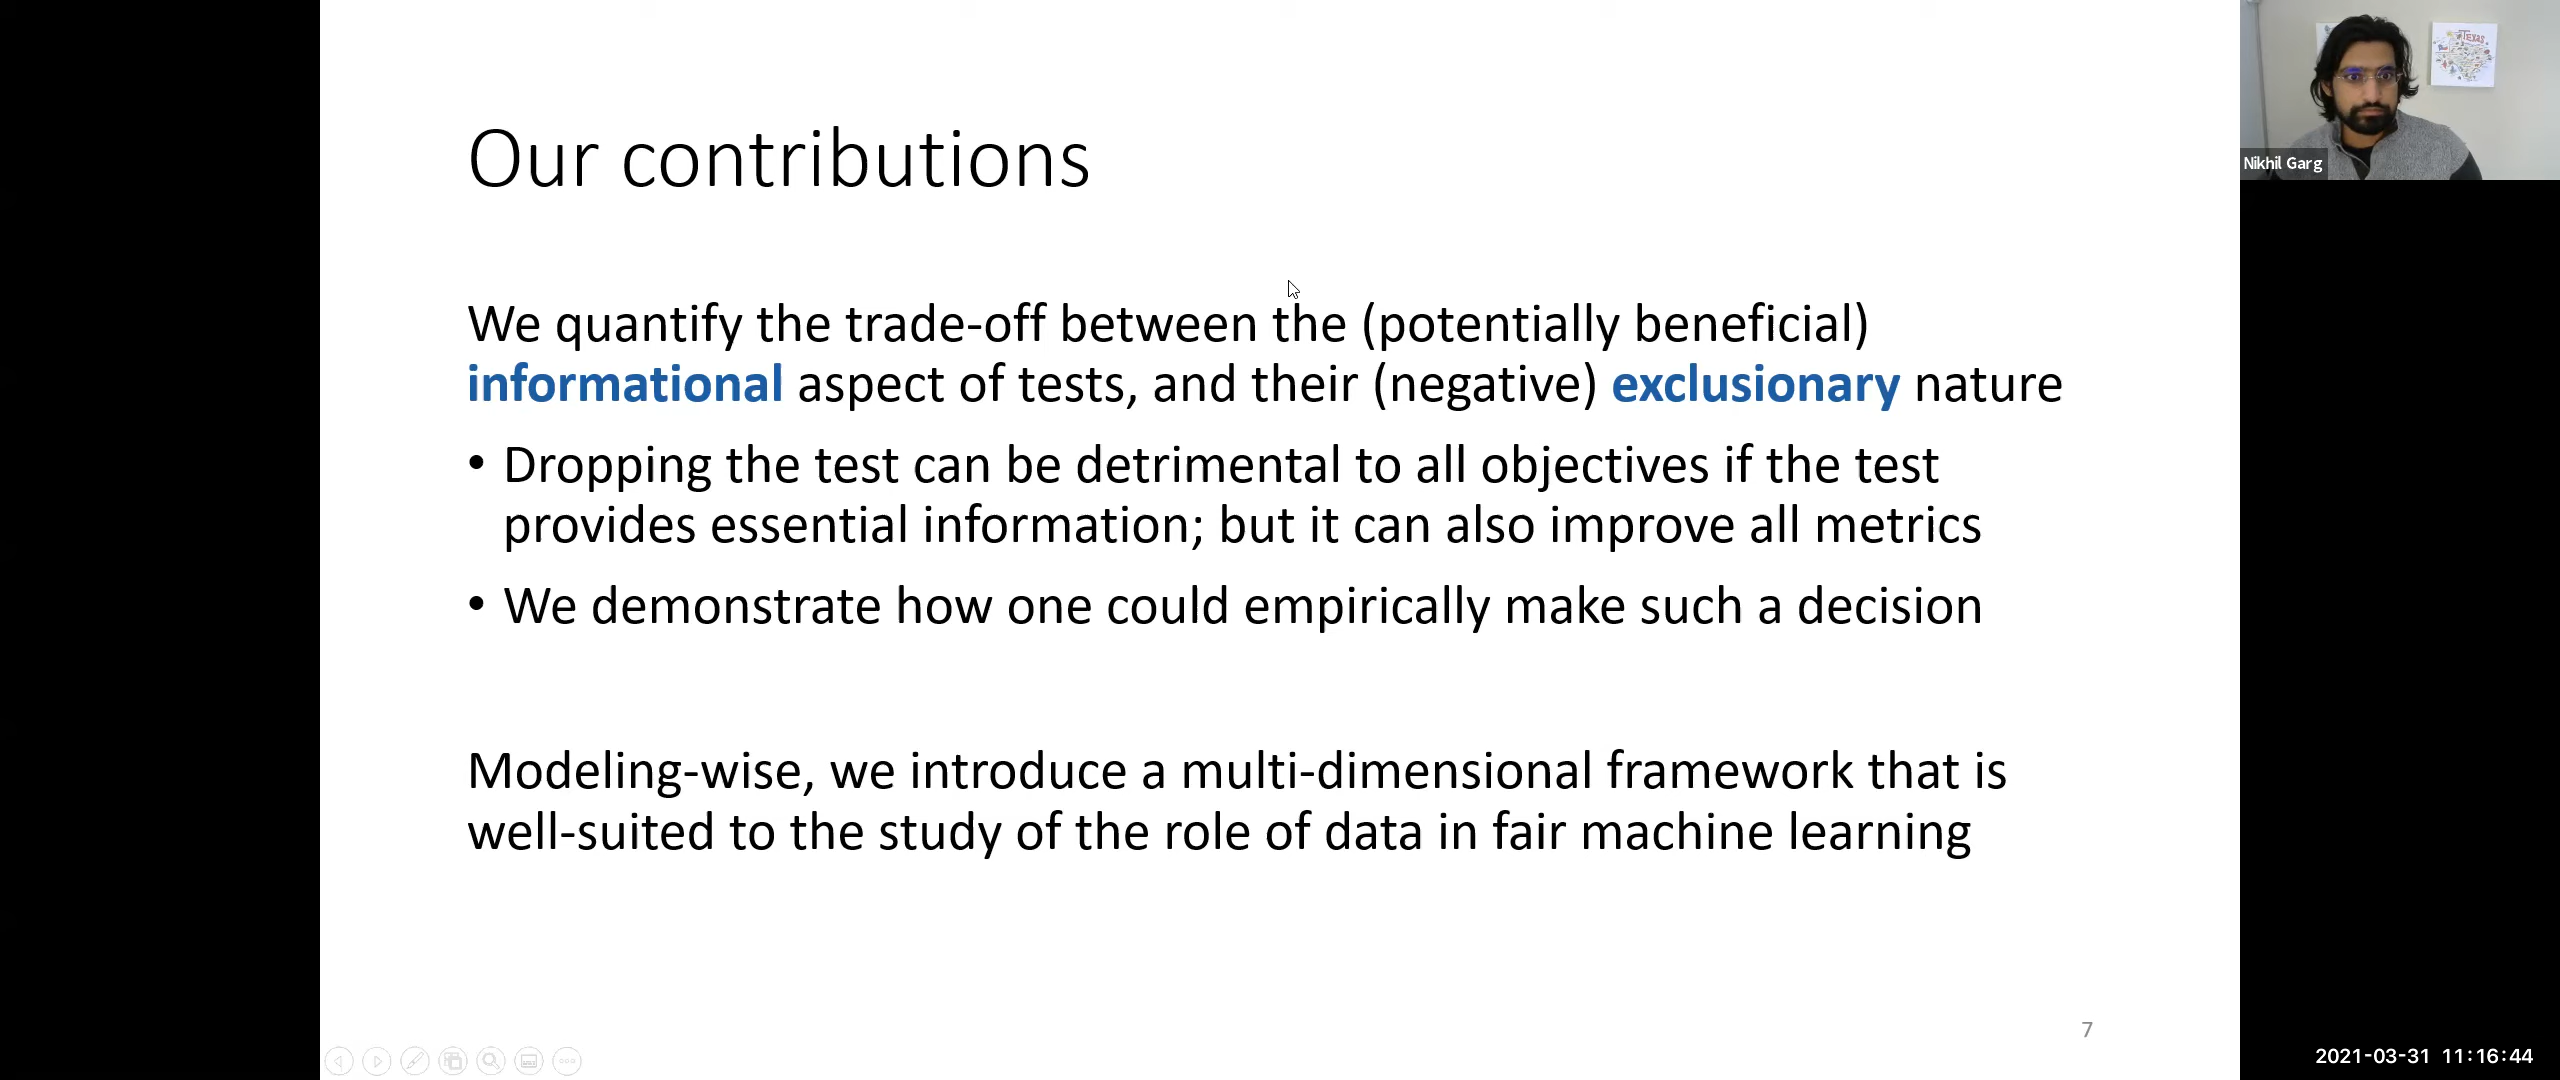 Our contributions
We quantify the trade-off between the (potentially beneficial)
informational aspect of tests, and their (negative) exclusionary nature
• Dropping the test can be detrimental to all objectives if the test
provides essential information; but it can also improve all metrics
• We demonstrate how one could empirically make such a decision
Modeling-wise, we introduce a multi-dimensional framework that is
well-suited to the study of the role of data in fair machine learning
7
Texas
Nikhil Garg
2021-03-31 11:16:44